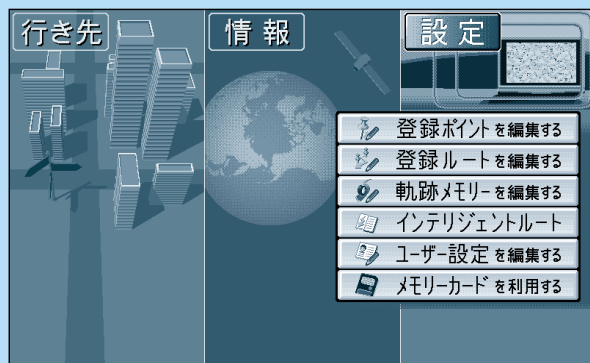 行き先
情報
設定
登録ポイントを編集する
登録ルートを編集する
軌跡メモリーを編集する
インテリジェントルート
ユーザー設定を編集する
メモリーカードを利用する